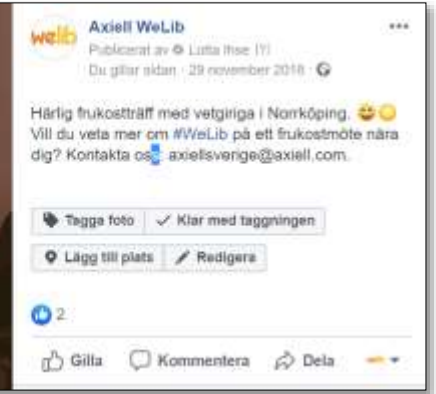 welib
Axiell WeLib
Publicerat av Lotta Ihse [?]
Du gillar sidan · 29 november 2018 ·
Härlig frukostträff med vetgiriga i Norrköping.
Vill du veta mer om #WeLib på ett frukostmöte nära
dig? Kontakta oss: axiellsverige@axiell.com.
Tagga foto Klar med taggningen
Lägg till plats Redigera
2
Gilla Kommentera Dela